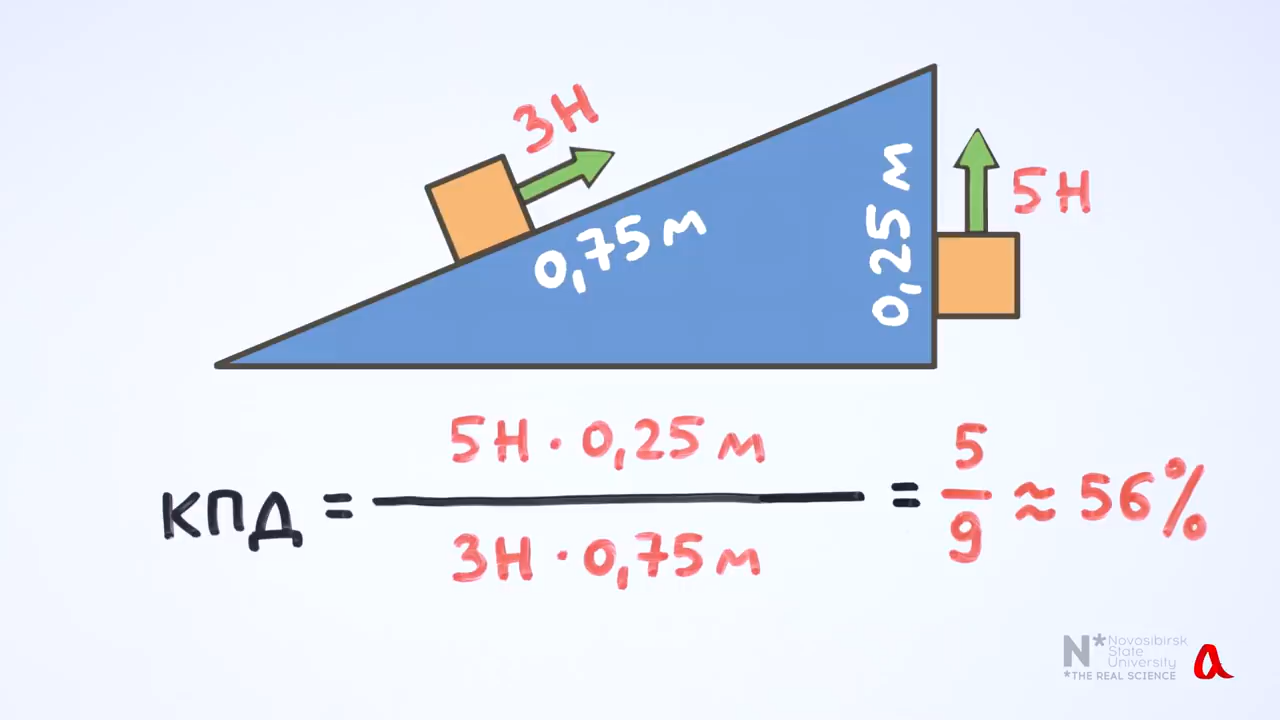 3Н
0,75 м
0,25 м
5Н
КПД = 5Н · 0,25 м / 3Н · 0,75 м = 5/9 ≈ 56%
N* Novosibirsk
State
University
*THE REAL SCIENCE
a